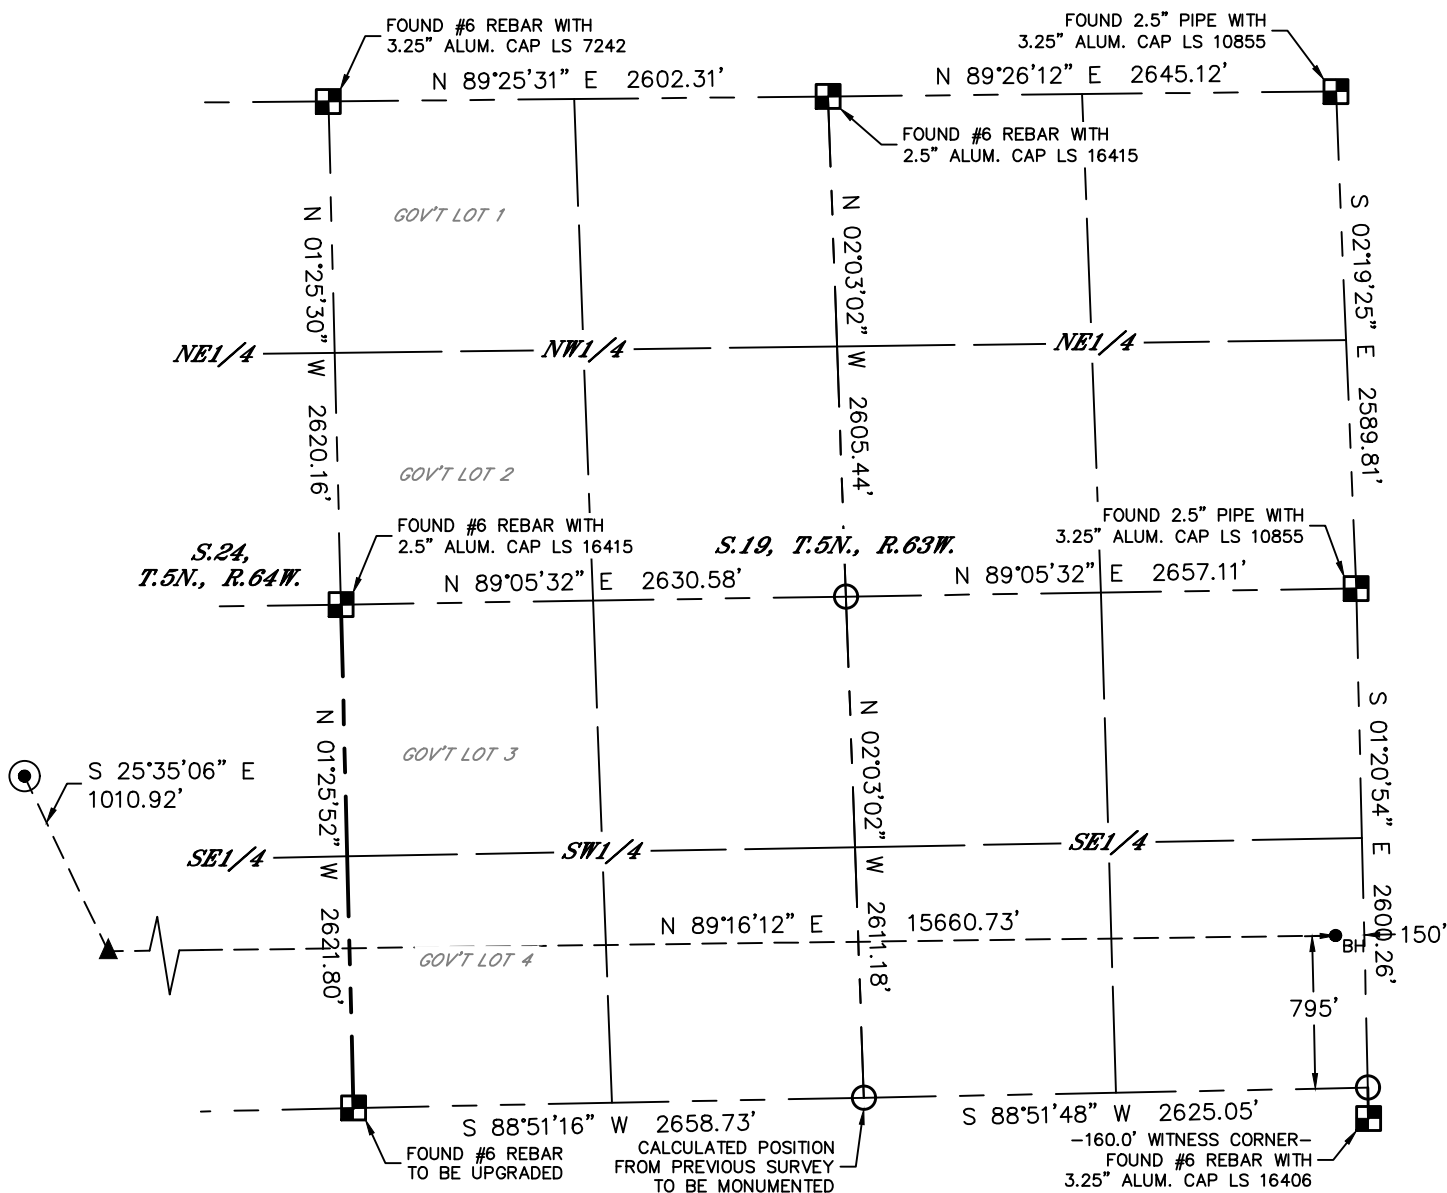 FOUND #6 REBAR WITH
3.25" ALUM. CAP LS 7242
FOUND 2.5" PIPE WITH
3.25" ALUM. CAP LS 10855
N 89°25'31" E 2602.31'
N 89°26'12" E 2645.12'
FOUND #6 REBAR WITH
2.5" ALUM. CAP LS 16415
GOV'T LOT 1
N 01°25'30" W 2620.16'
N 02°03'02" W 2605.44'
S 02°19'25" E 2589.81'
NE1/4
NW1/4
NE1/4
GOV'T LOT 2
FOUND #6 REBAR WITH
2.5" ALUM. CAP LS 16415
FOUND 2.5" PIPE WITH
3.25" ALUM. CAP LS 10855
S.24,
T.5N., R.64W.
S.19, T.5N., R.63W.
N 89°05'32" E 2630.58'
N 89°05'32" E 2657.11'
GOV'T LOT 3
N 01°25'52" W 2621.80'
N 02°03'02" W 2611.18'
S 01°20'54" E 2600.26'
S 25°35'06" E
1010.92'
SE1/4
SW1/4
SE1/4
N 89°16'12" E 15660.73'
GOV'T LOT 4
BH
150'
795'
S 88°51'16" W 2658.73'
S 88°51'48" W 2625.05'
FOUND #6 REBAR
TO BE UPGRADED
CALCULATED POSITION
FROM PREVIOUS SURVEY
TO BE MONUMENTED
-160.0' WITNESS CORNER-
FOUND #6 REBAR WITH
3.25" ALUM. CAP LS 16406